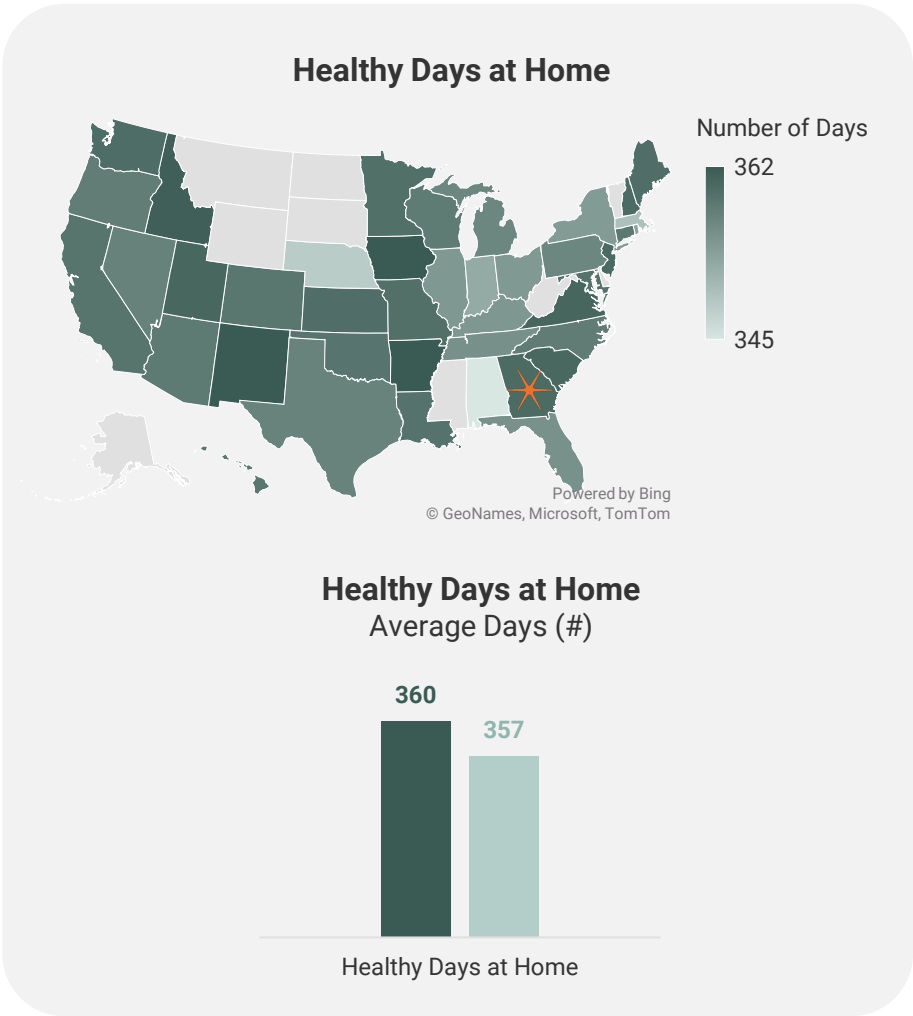 Healthy Days at Home
Number of Days
362
345
Powered by Bing
© GeoNames, Microsoft, TomTom
Healthy Days at Home
Average Days (#)
360
357
Healthy Days at Home